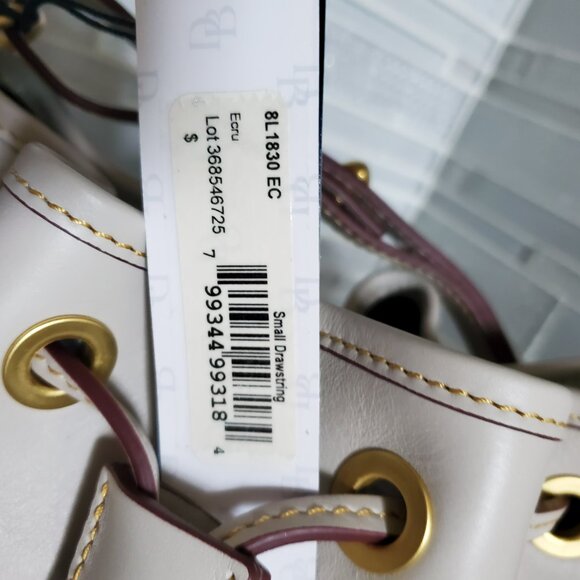 8L1830 EC
Ecru
Lot 368546725
$
Small Drawstring
7 99344 99318 4